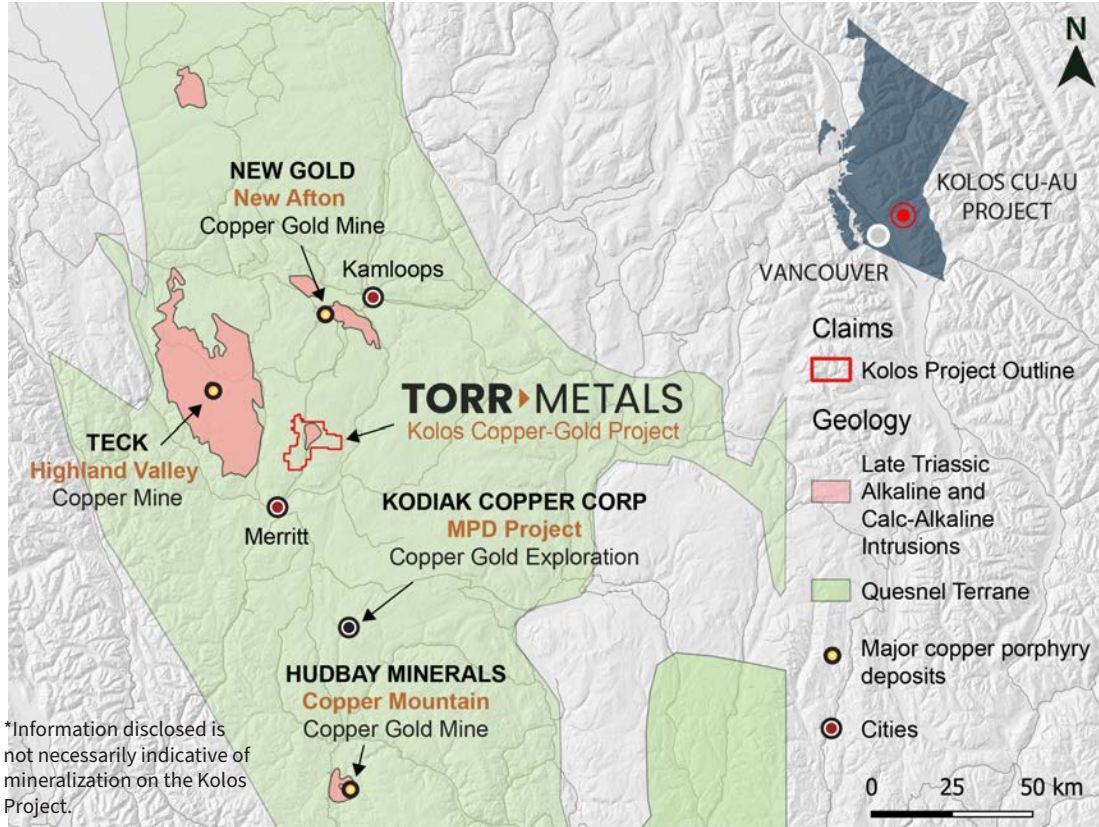 NEW GOLD
New Afton
Copper Gold Mine
Kamloops
TECK
Highland Valley
Copper Mine
TORR METALS
Kolos Copper-Gold Project
Merritt
KODIAK COPPER CORP
MPD Project
Copper Gold Exploration
HUDBAY MINERALS
Copper Mountain
Copper Gold Mine
*Information disclosed is
not necessarily indicative of
mineralization on the Kolos
Project.
N
KOLOS CU-AU
PROJECT
VANCOUVER
Claims
Kolos Project Outline
Geology
Late Triassic
Alkaline and
Calc-Alkaline
Intrusions
Quesnel Terrane
Major copper porphyry
deposits
Cities
0 25 50 km